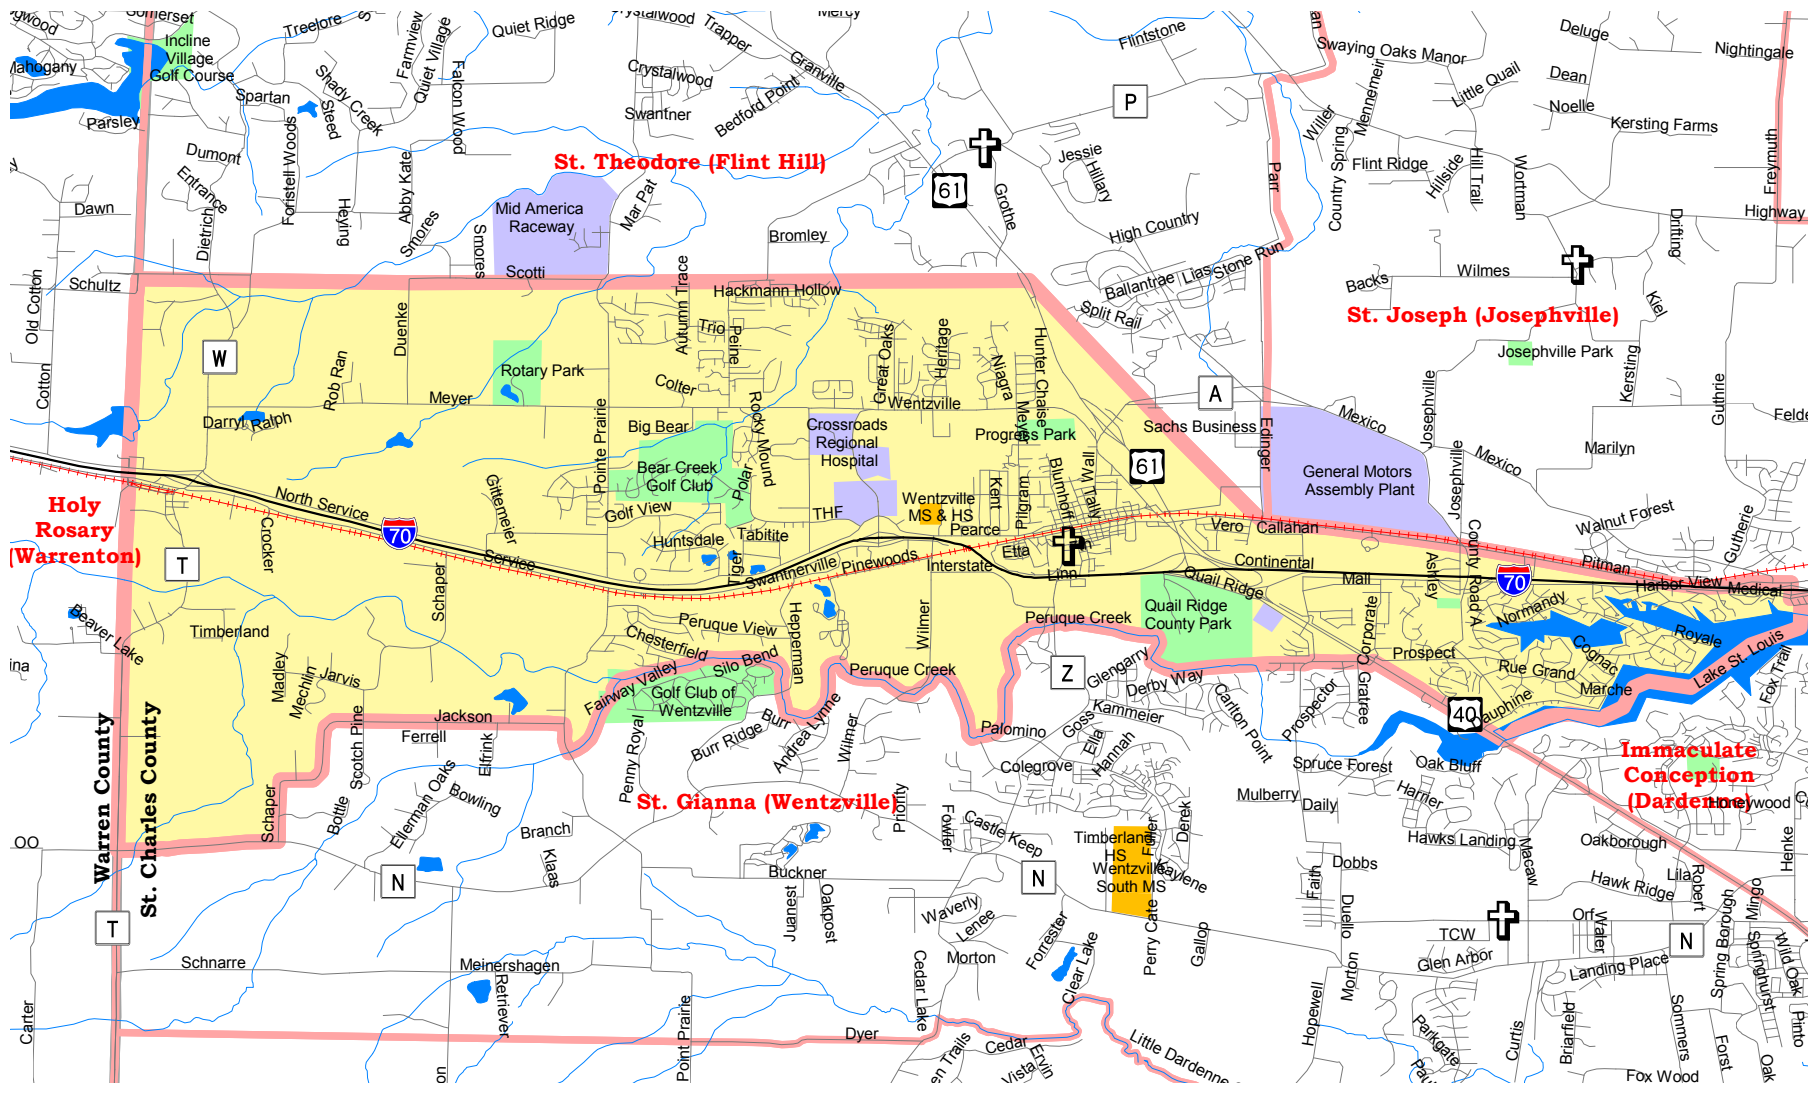 Somerset
Treelore
Quiet Ridge
Trapper
Mercy
Flintstone
Deluge
Nightingale
Incline
Village
Golf Course
Mahogany
Farmview
Quiet Village
Falcon Wood
Crystalwood
Granville
Swaying Oaks Manor
Little Quail
Dean
Noelle
Spartan
Shady Creek
Steed
Swantner
Bedford Point
P
Willer
Mennemeir
Kersting Farms
Parsley
Dumont
Entrance
Foristell Woods
Abby Kate
St. Theodore (Flint Hill)
Jessie
Hillary
Parr
Country Spring
Flint Ridge
Hillside
Hill Trail
Wortman
Freymuth
Dawn
Dietrich
Heying
Smores
Smores
Mid America
Raceway
Mar Pat
61
Grothe
High Country
Highway
Drifting
Bromley
Scotti
Schultz
Old Cotton
Hackmann Hollow
Ballantrae
Lias
Stone Run
Split Rail
Backs
Wilmes
Kiel
St. Joseph (Josephville)
Josephville Park
W
Duenke
Autumn Trace
Trio
Peine
Great Oaks
Heritage
Niagra
Hunter Chaise
Cotton
Rob Ran
Rotary Park
Colter
A
Josephville
Kersting
Guthrie
Meyer
Darryl
Ralph
Pointe Prairie
Big Bear
Rocky Mound
Wentzville
Meyer
Crossroads
Regional
Hospital
Progress Park
Sachs Business
Edinger
Mexico
Mexico
Marilyn
Bear Creek
Golf Club
Polar
Golf View
General Motors
Assembly Plant
Josephville
61
Holy
Rosary
(Warrenton)
North Service
70
Gittemeier
Service
Crocker
T
THF
Wentzville
MS & HS
Kent
Pilgram
Blumhoff
Wall
Tally
Pearce
Etta
Linn
Huntsdale
Tabitite
Tiger
Swantnerville
Pinewoods
Interstate
Vero
Callahan
Continental
Walnut Forest
Gutherie
Pitman
Harbor View
Medical
Mall
Quail Ridge
Ashley
County Road A
70
Normandy
Royale
Cognac
Beaver Lake
Timberland
Schaper
Peruque View
Chesterfield
Silo Bend
Hepperman
Wilmer
Peruque Creek
Peruque Creek
Quail Ridge
County Park
Corporate
Prospect
Rue Grand
Marche
Lake St. Louis
Fox Trail
Madley
Mechlin
Jarvis
Fairway Valley
Golf Club of
Wentzville
Z
Glengarry
Derby Way
Carlton Point
Prospector
Gratree
40
Dauphine
Warren County
St. Charles County
Jackson
Ferrell
Scotch Pine
Elfrink
Penny Royal
Burr Ridge
Burr
Andrea Lynne
Wilmer
Palomino
Goss
Kammeier
Ella
Hannah
Colegrove
Spruce Forest
Oak Bluff
Immaculate
Conception
(Dardenne)
Honeywood
Schaper
Bottle
Ellerman Oaks
Bowling
St. Gianna (Wentzville)
Priority
Fowler
Castle Keep
Mulberry
Daily
Harrier
Hawks Landing
Oakborough
Henke
OO
Branch
Klaas
Timberland
HS
Wentzville
South MS
Fuller
Derek
Kaylene
Dobbs
Faith
Duello
Macaw
Hawk Ridge
Lila
Robert
N
Buckner
Juanest
Oakpost
N
T
Waverly
Lenee
Forrester
Perry Cate
Gallop
Orf
Waler
TCW
Glen Arbor
Landing Place
N
Spring Borough
Mingo
Springhurst
Wild Oak
Pinto
Schnarre
Meinershagen
Retriever
Morton
Cedar Lake
Clear Lake
Morton
Hopewell
Carter
Point Prairie
Dyer
Cedar
Vista
Ervin
Little Dardenne
Parkgate
Curtis
Briarfield
Sommers
Forst
Oak
Fox Wood